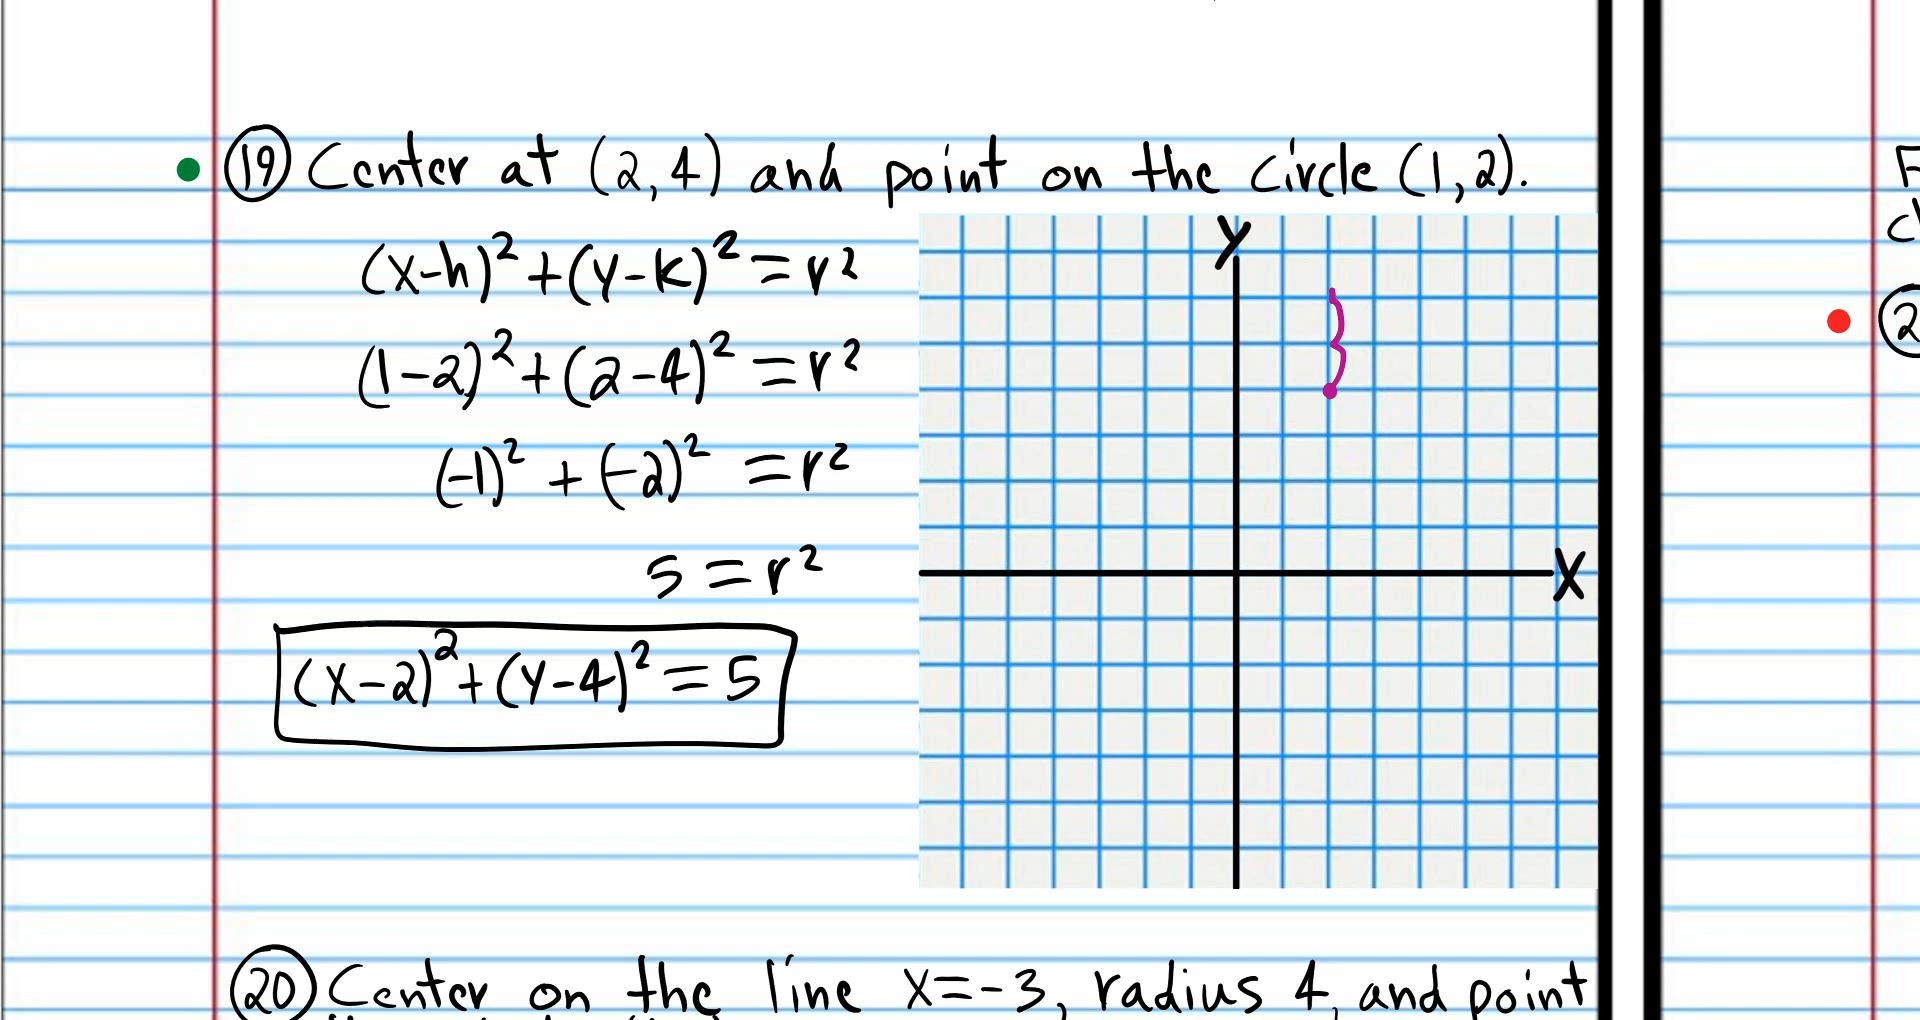 (19) Center at (2,4) and point on the circle (1,2).
(x-h)²+(y-k)²=r²
(1-2)²+(2-4)²=r²
(-1)²+(-2)²=r²
5=r²
(x-2)²+(y-4)²=5
Y
X
(20) Center on the line x=-3, radius 4, and point